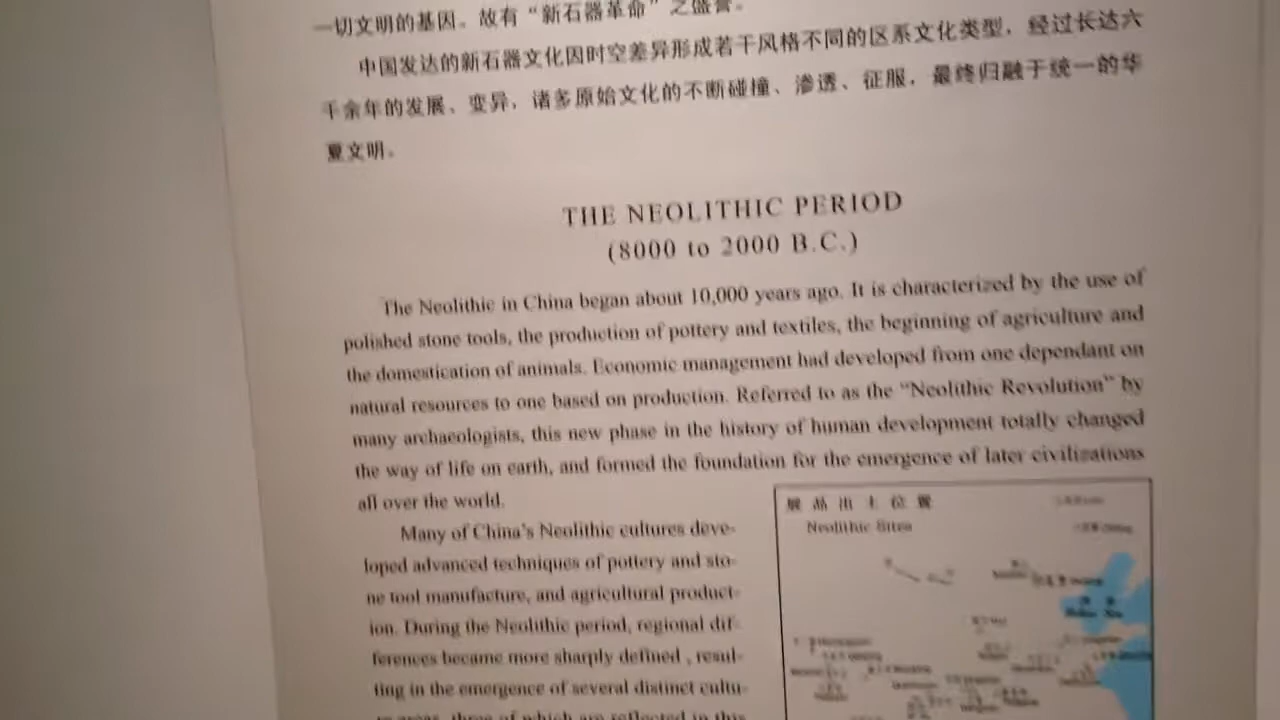 一切文明的基因。故有“新石器革命”之盛誉。
中国发达的新石器文化因时空差异形成若干风格不同的区系文化类型，经过长达六
千余年的发展、变异，诸多原始文化的不断碰撞、渗透、征服，最终归融于统一的华
夏文明。
THE NEOLITHIC PERIOD
(8000 to 2000 B.C.)
The Neolithic in China began about 10,000 years ago. It is characterized by the use of
polished stone tools, the production of pottery and textiles, the beginning of agriculture and
the domestication of animals. Economic management had developed from one dependant on
natural resources to one based on production. Referred to as the “Neolithic Revolution” by
many archaeologists, this new phase in the history of human development totally changed
the way of life on earth, and formed the foundation for the emergence of later civilizations
all over the world.
Many of China's Neolithic cultures deve-
loped advanced techniques of pottery and sto-
ne tool manufacture, and agricultural product-
ion. During the Neolithic period, regional dif-
ferences became more sharply defined , resul-
ting in the emergence of several distinct cultu-
areas, three of which are reflected in this
展品出土位置
Neolithic Sites